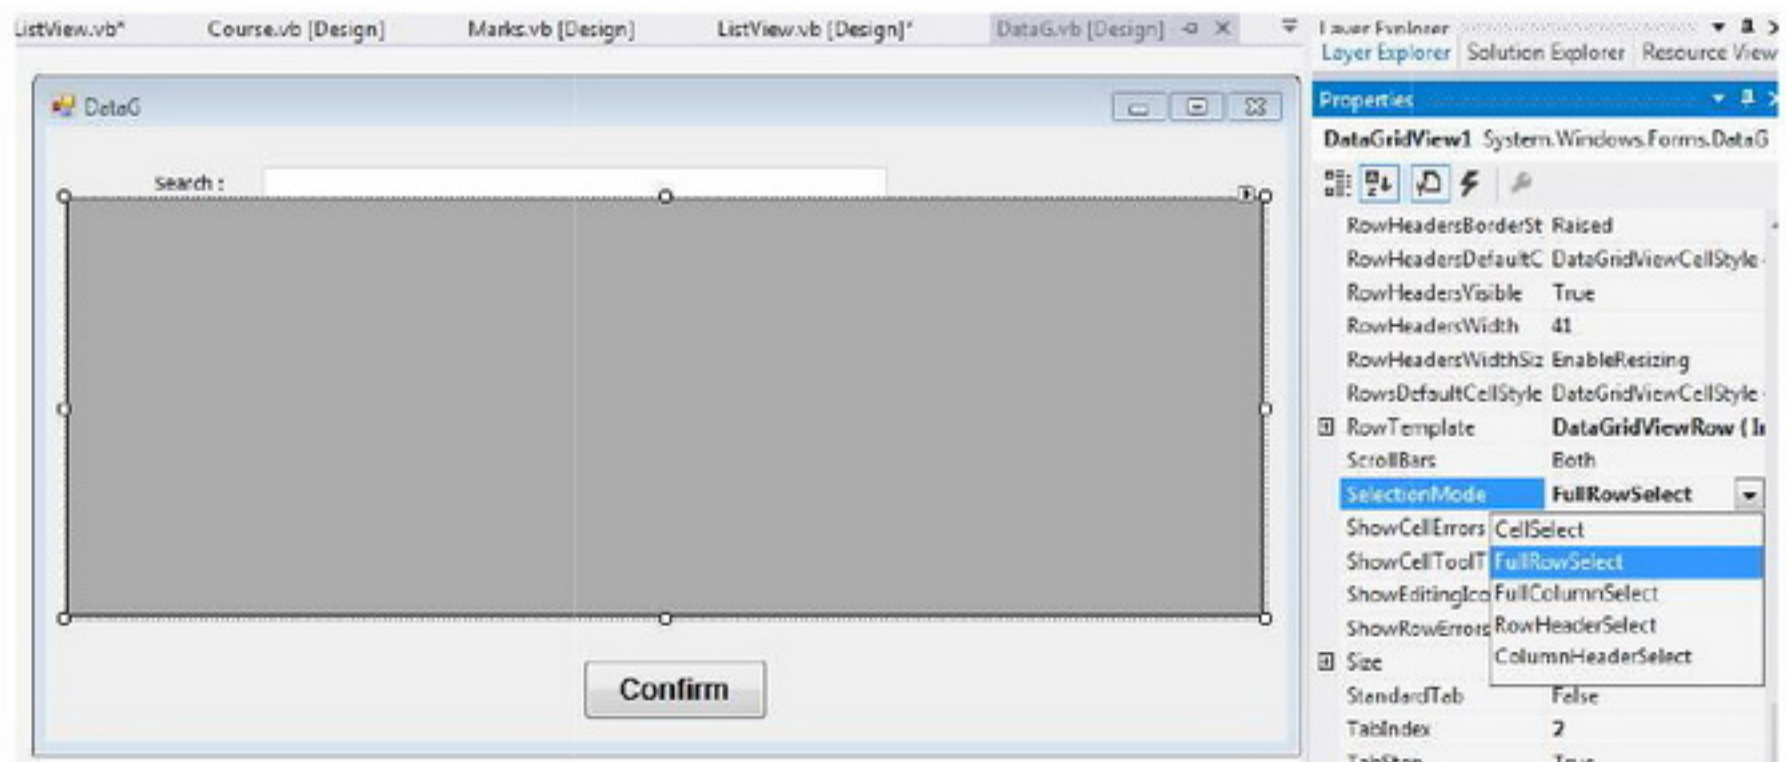 ListView.vb* Course.vb [Design] Marks.vb [Design] ListView.vb [Design]* DataG.vb [Design]
Layer Explorer
Layer Explorer Solution Explorer Resource View
DataG
Search :
Confirm
Properties
DataGridView1 System.Windows.Forms.DataG
RowHeadersBorderSt Raised
RowHeadersDefaultC DataGridViewCellStyle
RowHeadersVisible True
RowHeadersWidth 41
RowHeadersWidthSiz EnableResizing
RowsDefaultCellStyle DataGridViewCellStyle
RowTemplate DataGridViewRow { In
ScrollBars Both
SelectionMode FullRowSelect
ShowCellErrors CellSelect
ShowCellToolT FullRowSelect
ShowEditingIco FullColumnSelect
ShowRowErrors RowHeaderSelect
Size ColumnHeaderSelect
StandardTab False
TabIndex 2
TabStop True